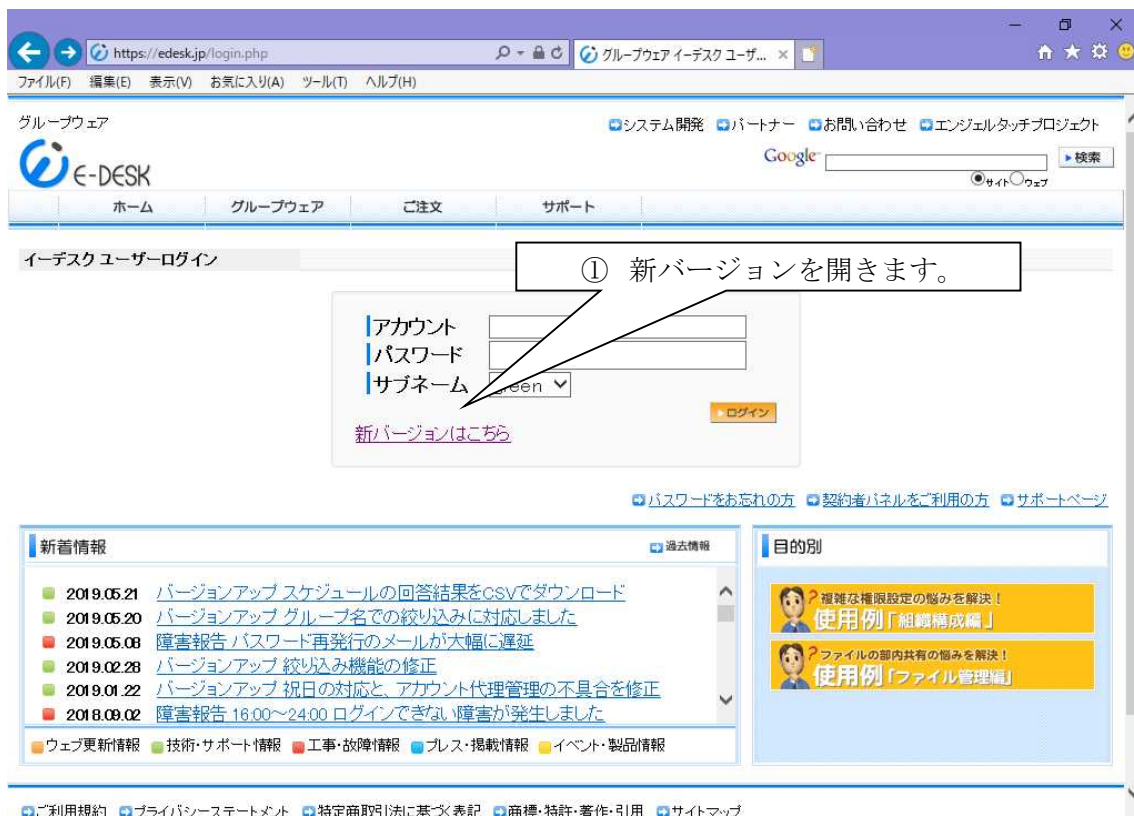 https://edesk.jp/login.php
グループウェア イーデスク ユーザ...
ファイル(F) 編集(E) 表示(V) お気に入り(A) ツール(T) ヘルプ(H)
グループウェア
システム開発 パートナー お問い合わせ エンジェルタッチプロジェクト
E-DESK
Google 検索
サイト ウェブ
ホーム グループウェア ご注文 サポート
イーデスク ユーザーログイン
① 新バージョンを開きます。
アカウント
パスワード
サブネーム
ログイン
新バージョンはこちら
パスワードをお忘れの方 契約者パネルをご利用の方 サポートページ
新着情報 過去情報
2019.05.21 バージョンアップ スケジュールの回答結果をCSVでダウンロード
2019.05.20 バージョンアップ グループ名での絞り込みに対応しました
2019.05.08 障害報告 パスワード再発行のメールが大幅に遅延
2019.02.28 バージョンアップ 絞り込み機能の修正
2019.01.22 バージョンアップ 祝日の対応と、アカウント代理管理の不具合を修正
2018.09.02 障害報告 16:00～24:00 ログインできない障害が発生しました
ウェブ更新情報 技術・サポート情報 工事・故障情報 プレス・掲載情報 イベント・製品情報
目的別
複雑な権限設定の悩みを解決！
使用例「組織構成編」
ファイルの部内共有の悩みを解決！
使用例「ファイル管理編」
ご利用規約 プライバシーステートメント 特定商取引法に基づく表記 商標・特許・著作・引用 サイトマップ